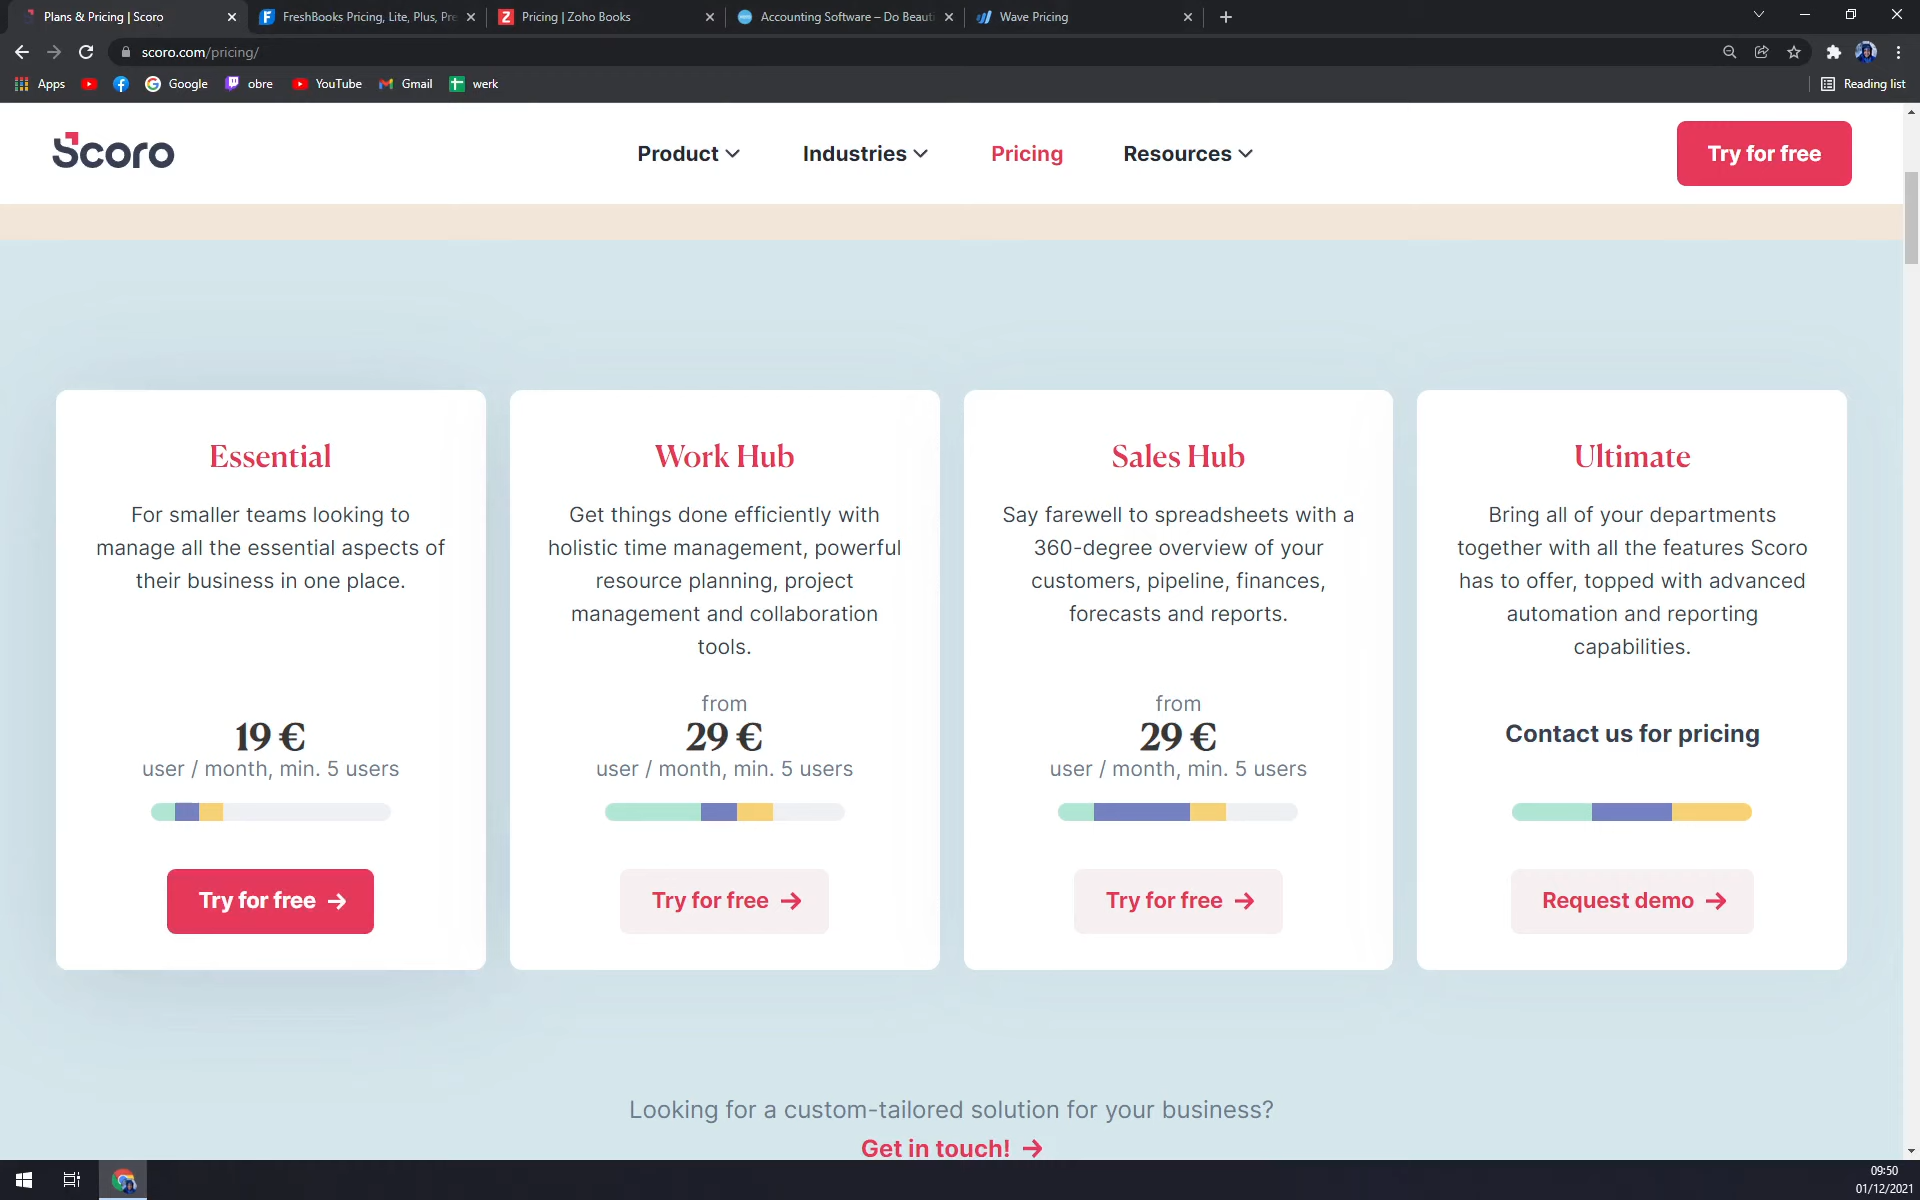 Plans & Pricing | Scoro
FreshBooks Pricing, Lite, Plus, Pre
Pricing | Zoho Books
Accounting Software – Do Beauti
Wave Pricing
scoro.com/pricing/
Apps
Google
obre
YouTube
Gmail
werk
Reading list
Scoro
Product
Industries
Pricing
Resources
Try for free
Essential
For smaller teams looking to
manage all the essential aspects of
their business in one place.
19 €
user / month, min. 5 users
Try for free →
Work Hub
Get things done efficiently with
holistic time management, powerful
resource planning, project
management and collaboration
tools.
from
29 €
user / month, min. 5 users
Try for free →
Sales Hub
Say farewell to spreadsheets with a
360-degree overview of your
customers, pipeline, finances,
forecasts and reports.
from
29 €
user / month, min. 5 users
Try for free →
Ultimate
Bring all of your departments
together with all the features Scoro
has to offer, topped with advanced
automation and reporting
capabilities.
Contact us for pricing
Request demo →
Looking for a custom-tailored solution for your business?
Get in touch! →
09:50
01/12/2021